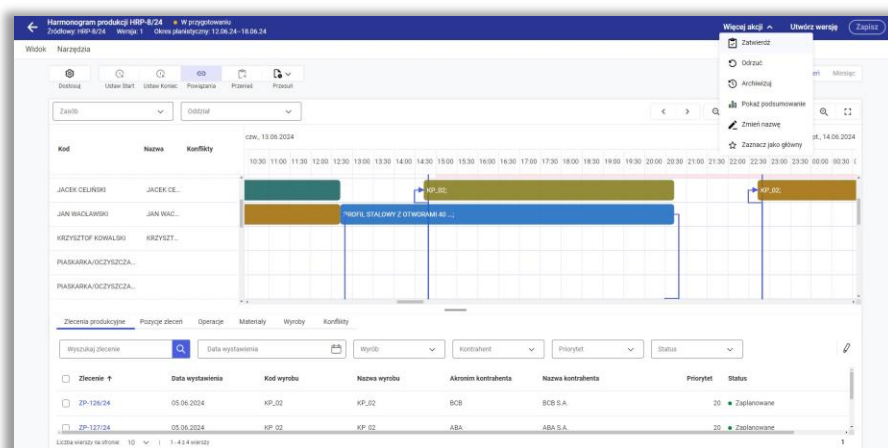 Harmonogram produkcji HRP-8/24 W przygotowaniu
Źródłowy: HRP-8/24 Wersja: 1 Okres planistyczny: 12.06.24-18.06.24
Więcej akcji Utwórz wersję Zapisz
Widok Narzędzia
Zatwierdź
Odrzuć
Archiwizuj
Pokaż podsumowanie
Zmień nazwę
Zaznacz jako główny
Dostosuj Ustaw Start Ustaw Koniec Powiązania Przenieś Przesuń
Miesiąc
Zasób Oddział
Kod Nazwa Konflikty
czw., 13.06.2024
pt., 14.06.2024
10:30 11:00 11:30 12:00 12:30 13:00 13:30 14:00 14:30 15:00 15:30 16:00 16:30 17:00 17:30 18:00 18:30 19:00 19:30 20:00 20:30 21:00 21:30 22:00 22:30 23:00 23:30 00:00 00:30
JACEK CELIŃSKI JACEK CE... KP_02; KP_02;
JAN WACŁAWSKI JAN WAC... PROFIL STALOWY Z OTWORAMI 40 ...;
KRZYSZTOF KOWALSKI KRZYSZT...
PIASKARKA/OCZYSZCZA...
PIASKARKA/OCZYSZCZA...
Zlecenia produkcyjne Pozycje zleceń Operacje Materiały Wyroby Konflikty
Wyszukaj zlecenie Data wystawienia Wyrób Kontrahent Priorytet Status
Zlecenie Data wystawienia Kod wyrobu Nazwa wyrobu Akronim kontrahenta Nazwa kontrahenta Priorytet Status
ZP-126/24 05.06.2024 KP_02 KP_02 BCB BCB S.A. 20 Zaplanowane
ZP-127/24 05.06.2024 KP_02 KP_02 ABA ABA S.A. 20 Zaplanowane
Liczba wierszy na stronie: 10 1-4 z 4 wierszy 1